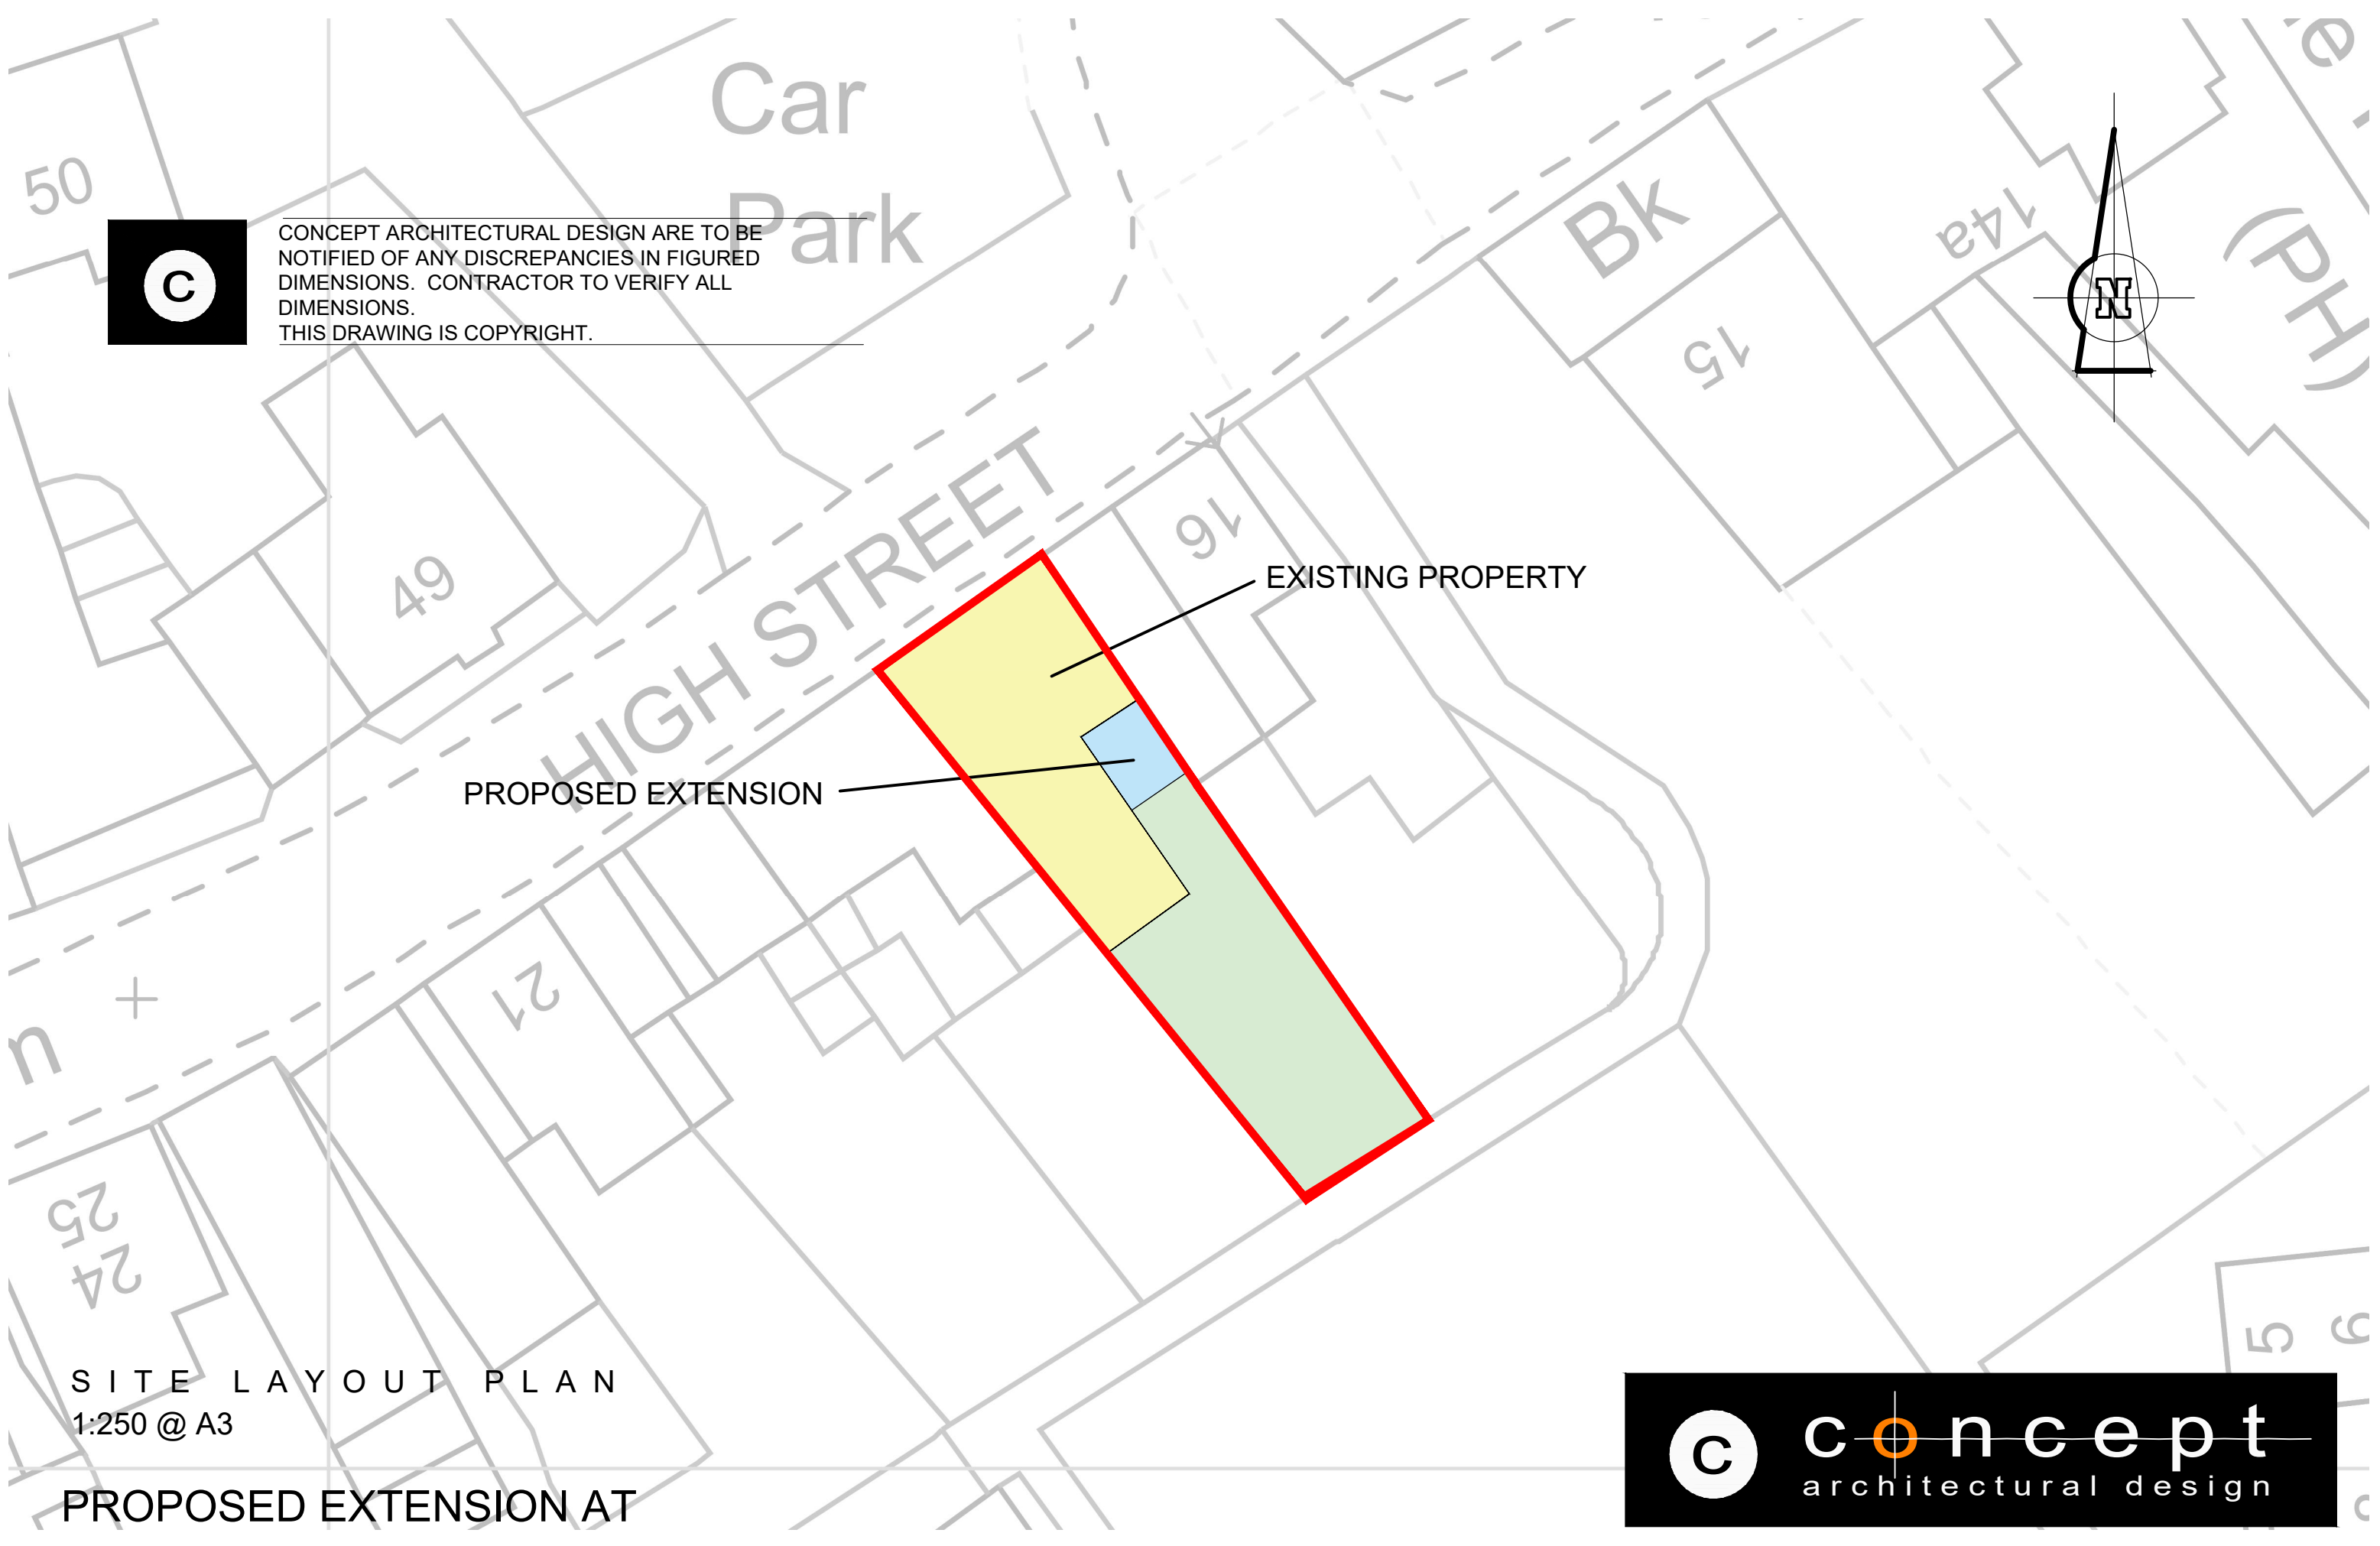 Car
Park
50
C
CONCEPT ARCHITECTURAL DESIGN ARE TO BE
NOTIFIED OF ANY DISCREPANCIES IN FIGURED
DIMENSIONS. CONTRACTOR TO VERIFY ALL
DIMENSIONS.
THIS DRAWING IS COPYRIGHT.
Bk
14a
(PH)
N
15
49
HIGH STREET
16
EXISTING PROPERTY
PROPOSED EXTENSION
21
n
25
24
5
SITE LAYOUT PLAN
1:250 @ A3
PROPOSED EXTENSION AT
C
concept
architectural design